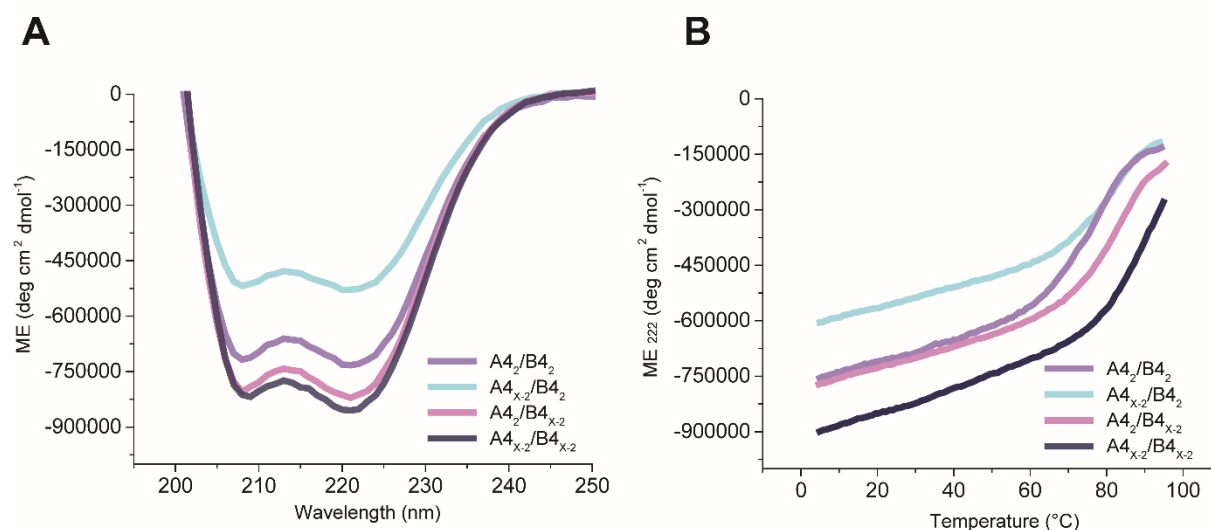 A
ME (deg cm² dmol⁻¹)
0
-150000
-300000
-450000
-600000
-750000
-900000
200 210 220 230 240 250
Wavelength (nm)
A4₂/B4₂
A4ₓ₋₂/B4₂
A4₂/B4ₓ₋₂
A4ₓ₋₂/B4ₓ₋₂
B
ME ₂₂₂ (deg cm² dmol⁻¹)
0
-150000
-300000
-450000
-600000
-750000
-900000
0 20 40 60 80 100
Temperature (°C)
A4₂/B4₂
A4ₓ₋₂/B4₂
A4₂/B4ₓ₋₂
A4ₓ₋₂/B4ₓ₋₂